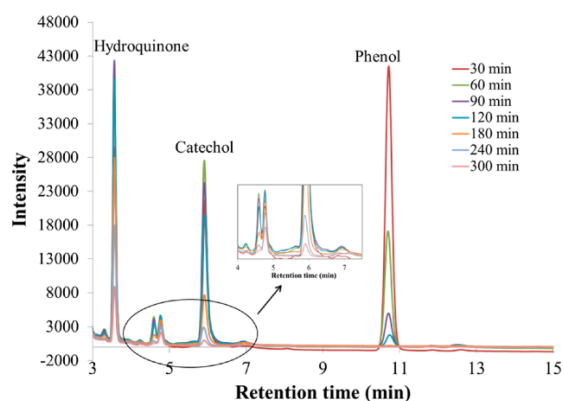 48000
43000
38000
33000
28000
23000
18000
13000
8000
3000
-2000
Intensity
Hydroquinone
Catechol
Phenol
30 min
60 min
90 min
120 min
180 min
240 min
300 min
4 5 6 7
Retention time (min)
3 5 7 9 11 13 15
Retention time (min)